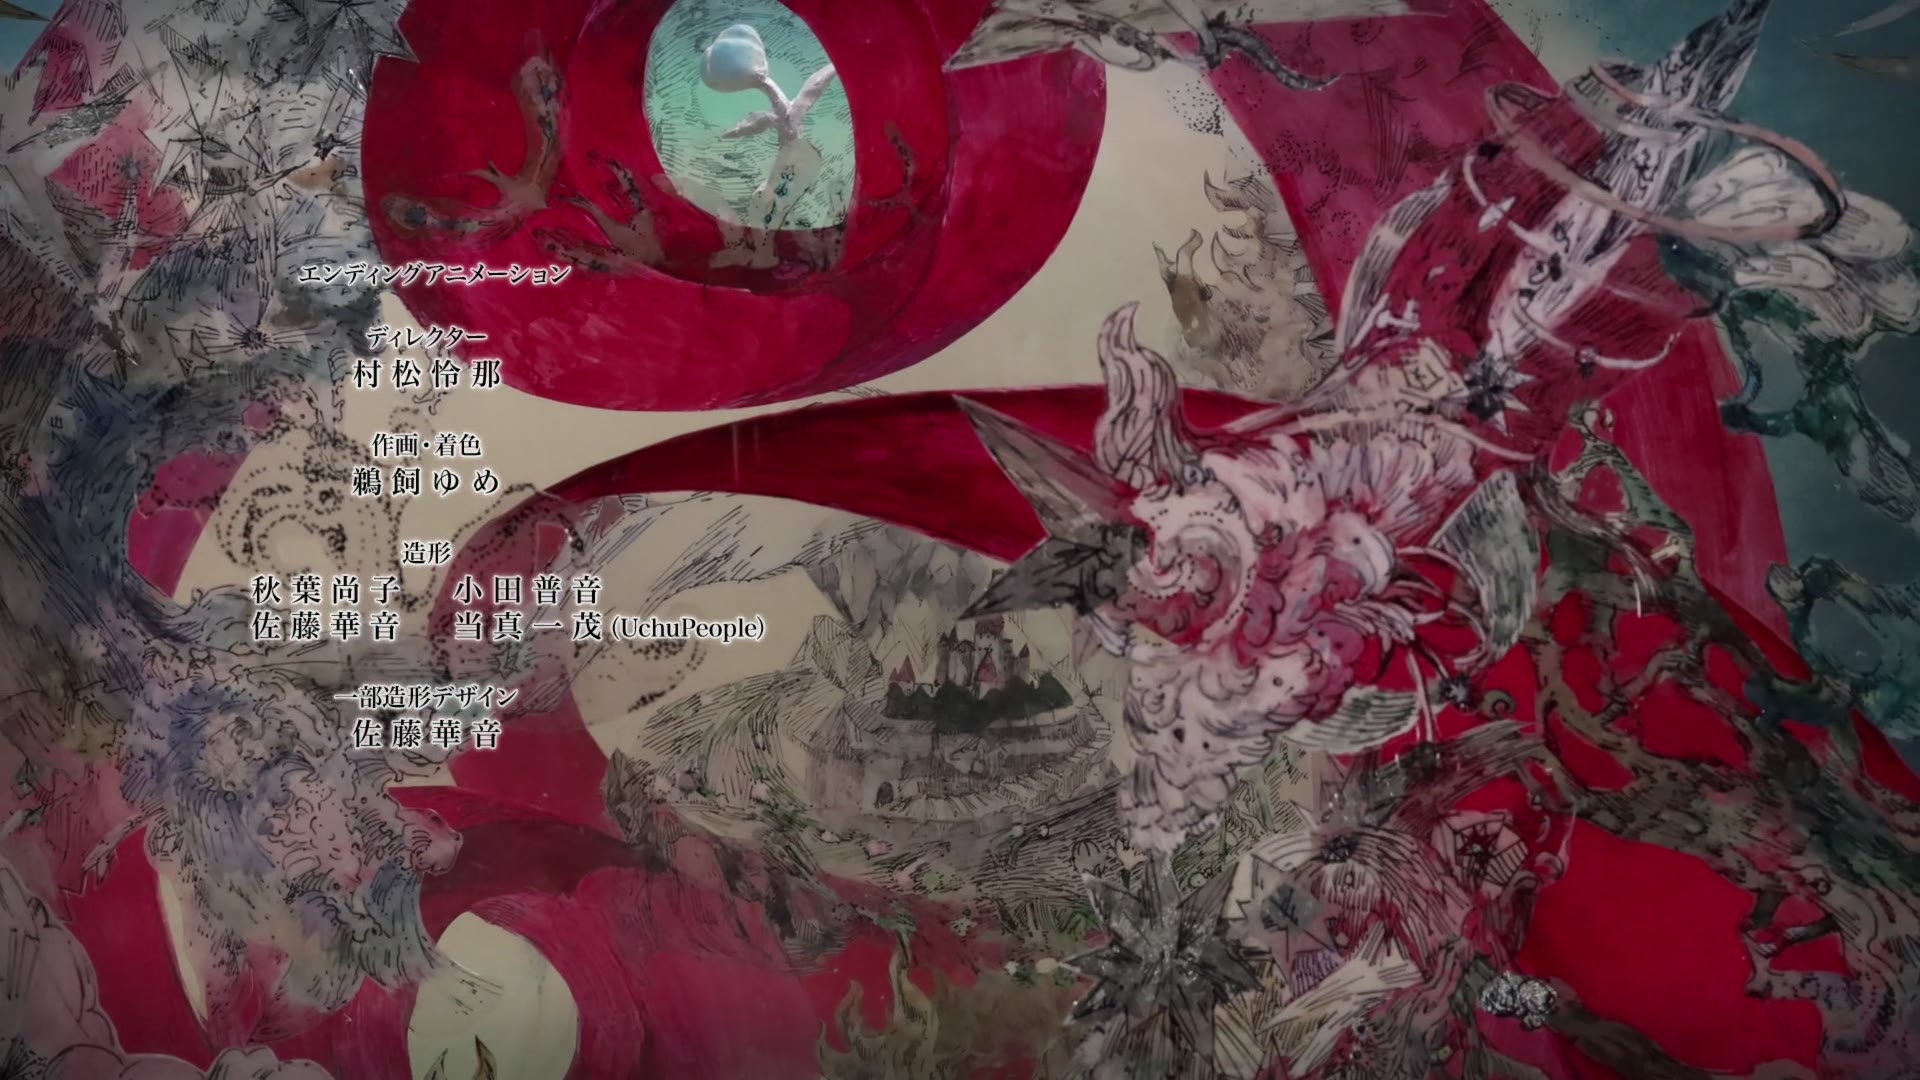 エンディングアニメーション
ディレクター
村松怜那
作画・着色
鵜飼ゆめ
造形
秋葉尚子　小田普音
佐藤華音　当真一茂(UchuPeople)
一部造形デザイン
佐藤華音